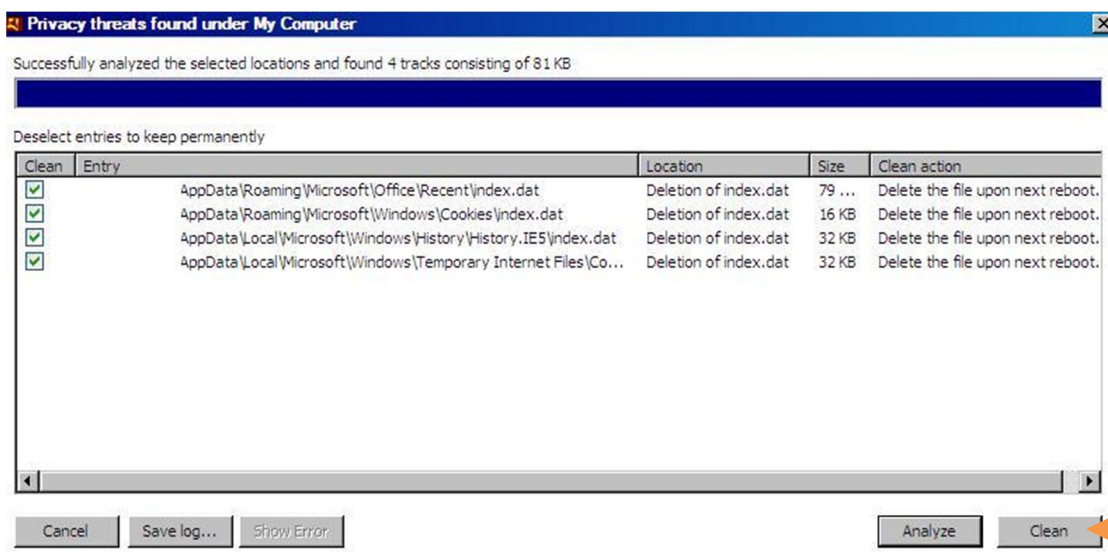 Privacy threats found under My Computer
Successfully analyzed the selected locations and found 4 tracks consisting of 81 KB
Deselect entries to keep permanently
Clean Entry Location Size Clean action
AppData\Roaming\Microsoft\Office\Recent\index.dat Deletion of index.dat 79 ... Delete the file upon next reboot.
AppData\Roaming\Microsoft\Windows\Cookies\index.dat Deletion of index.dat 16 KB Delete the file upon next reboot.
AppData\Local\Microsoft\Windows\History\History.IE5\index.dat Deletion of index.dat 32 KB Delete the file upon next reboot.
AppData\Local\Microsoft\Windows\Temporary Internet Files\Co... Deletion of index.dat 32 KB Delete the file upon next reboot.
Cancel Save log... Show Error Analyze Clean